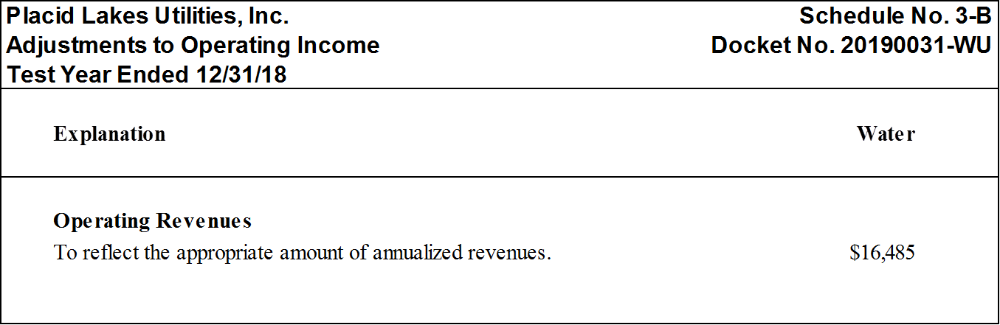 Placid Lakes Utilities, Inc. Schedule No. 3-B
Adjustments to Operating Income Docket No. 20190031-WU
Test Year Ended 12/31/18
Explanation Water
Operating Revenues
To reflect the appropriate amount of annualized revenues. $16,485